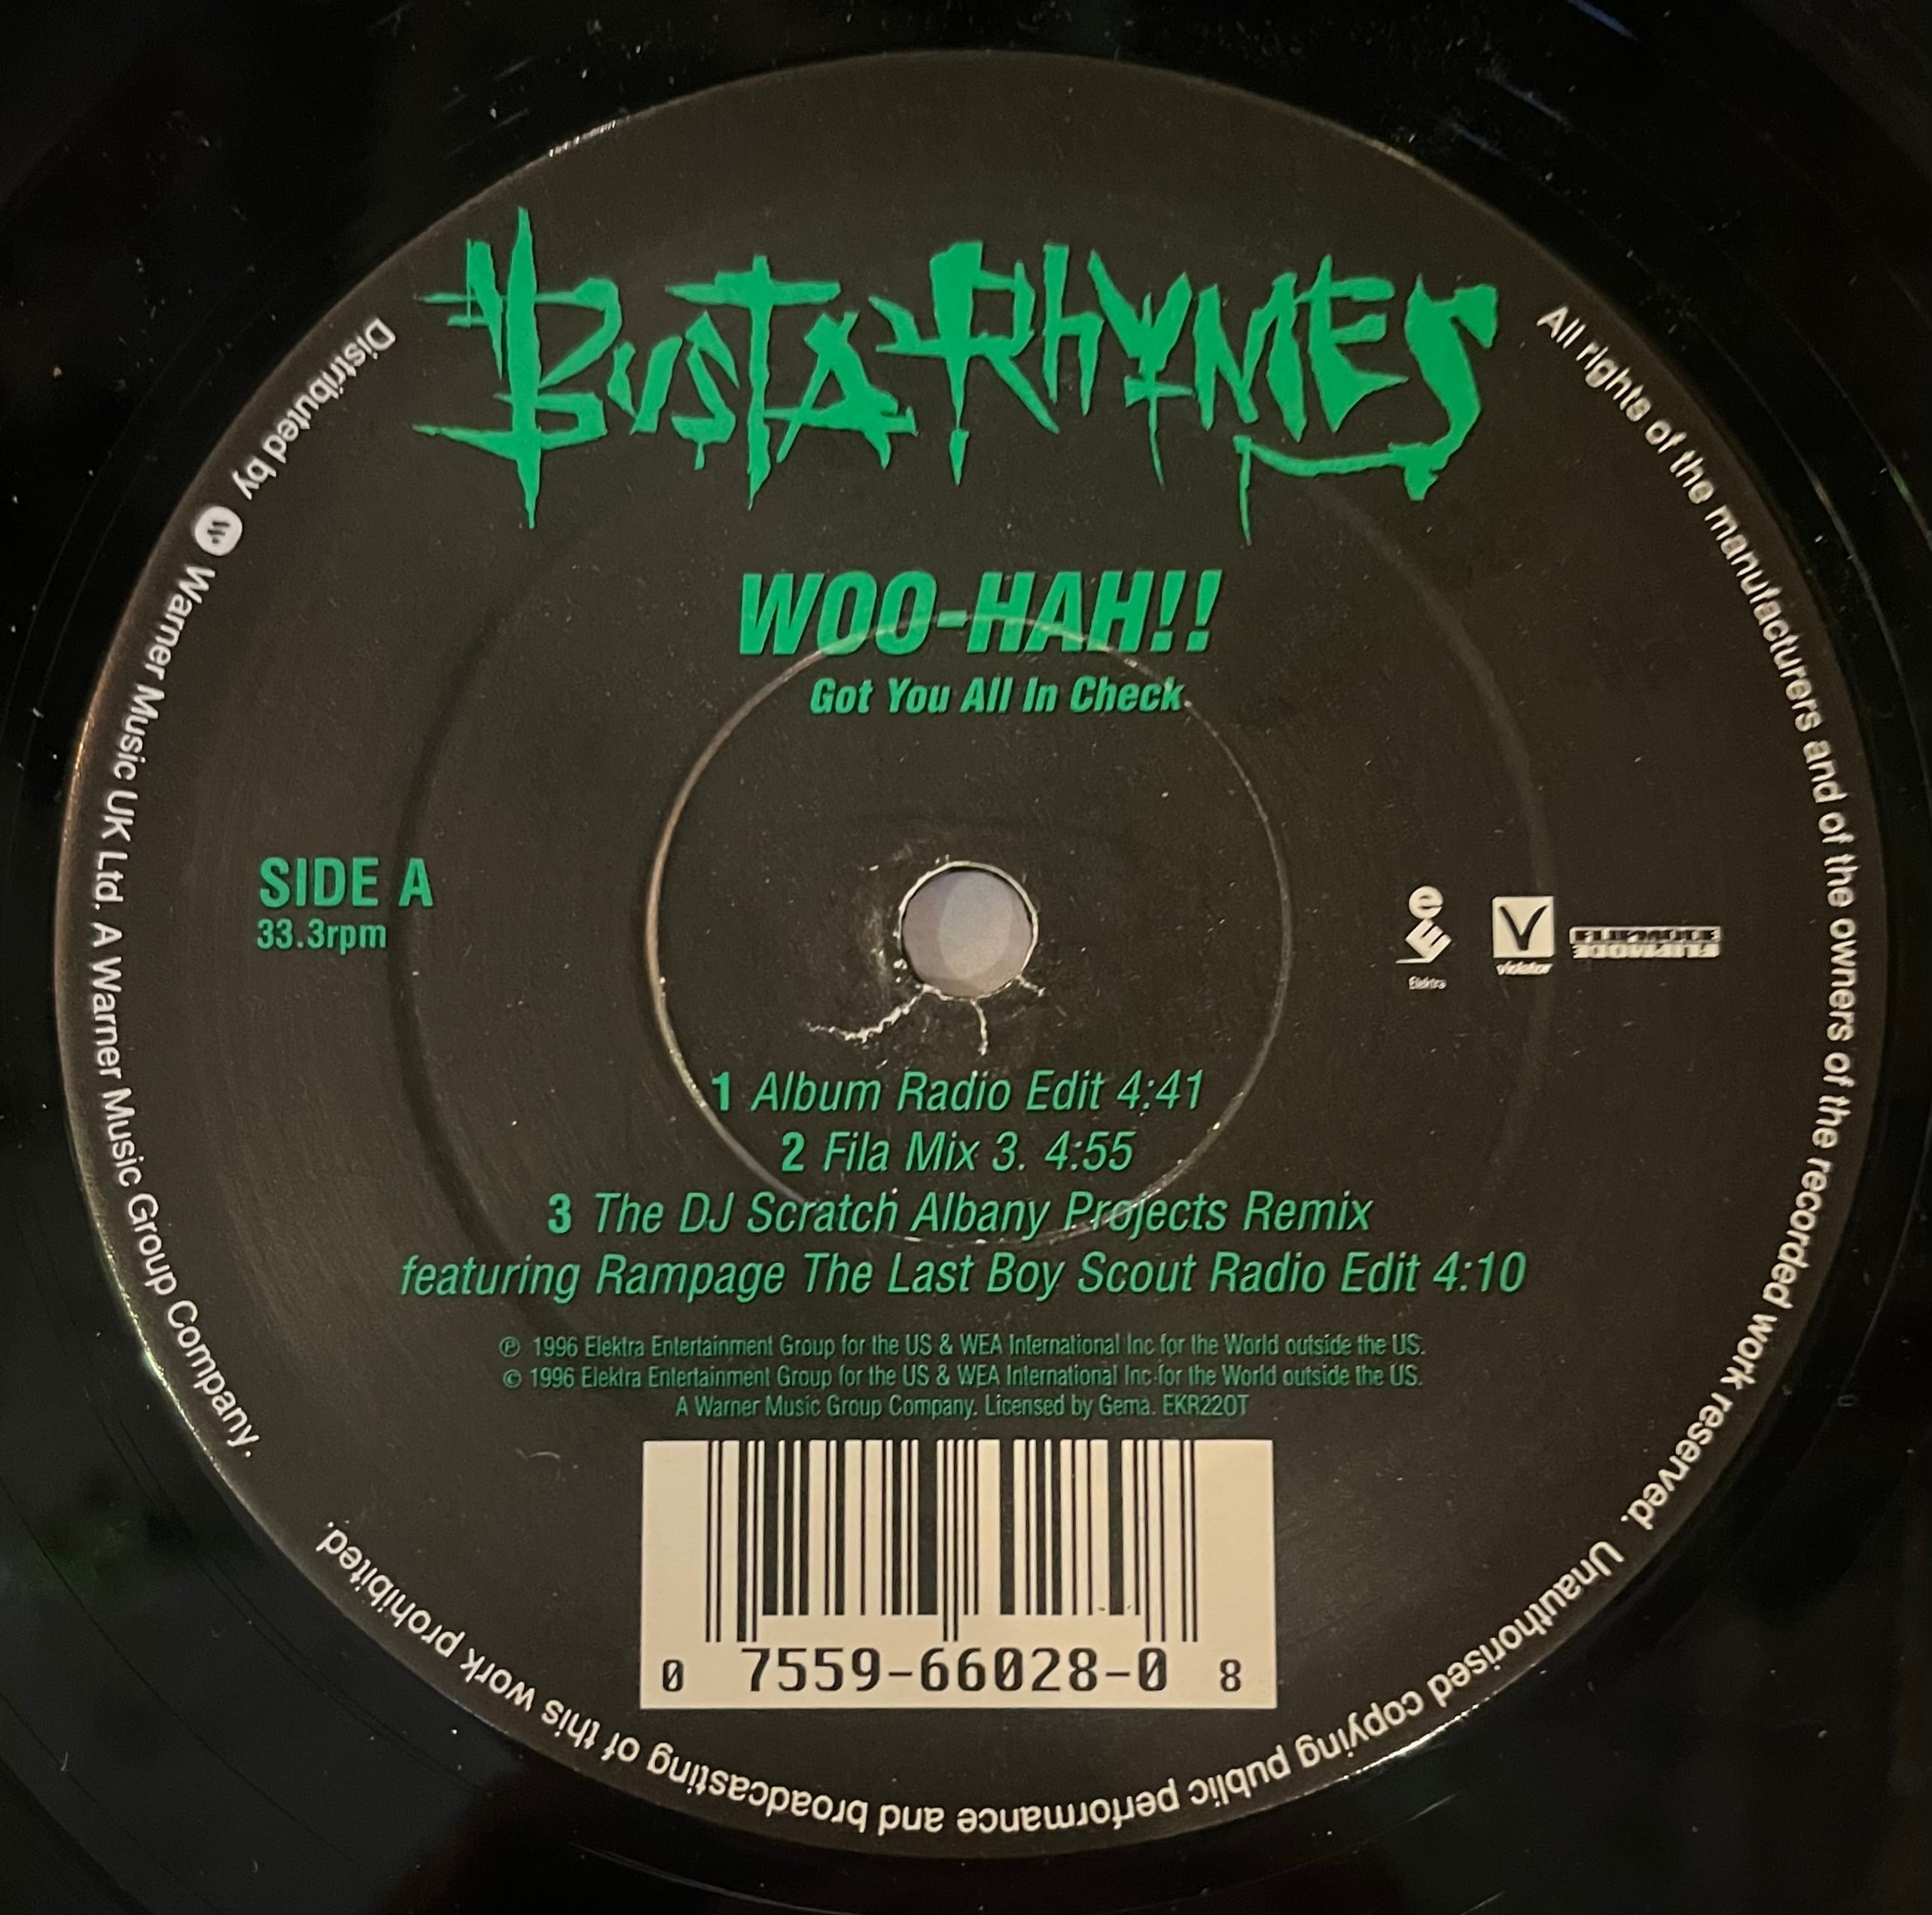 BUSTA RHYMES
WOO-HAH!!
Got You All In Check
SIDE A
33.3rpm
e
Elektra
V
violator
FLIPMODE
FLIPMODE
1 Album Radio Edit 4:41
2 Fila Mix 3. 4:55
3 The DJ Scratch Albany Projects Remix
featuring Rampage The Last Boy Scout Radio Edit 4:10
℗ 1996 Elektra Entertainment Group for the US & WEA International Inc for the World outside the US.
© 1996 Elektra Entertainment Group for the US & WEA International Inc for the World outside the US.
A Warner Music Group Company. Licensed by Gema. EKR220T
0 7559-66028-0 8
All rights of the manufacturers and of the owners of the recorded work reserved. Unauthorised copying public performance and broadcasting of this work prohibited.
Distributed by W Warner Music UK Ltd. A Warner Music Group Company.